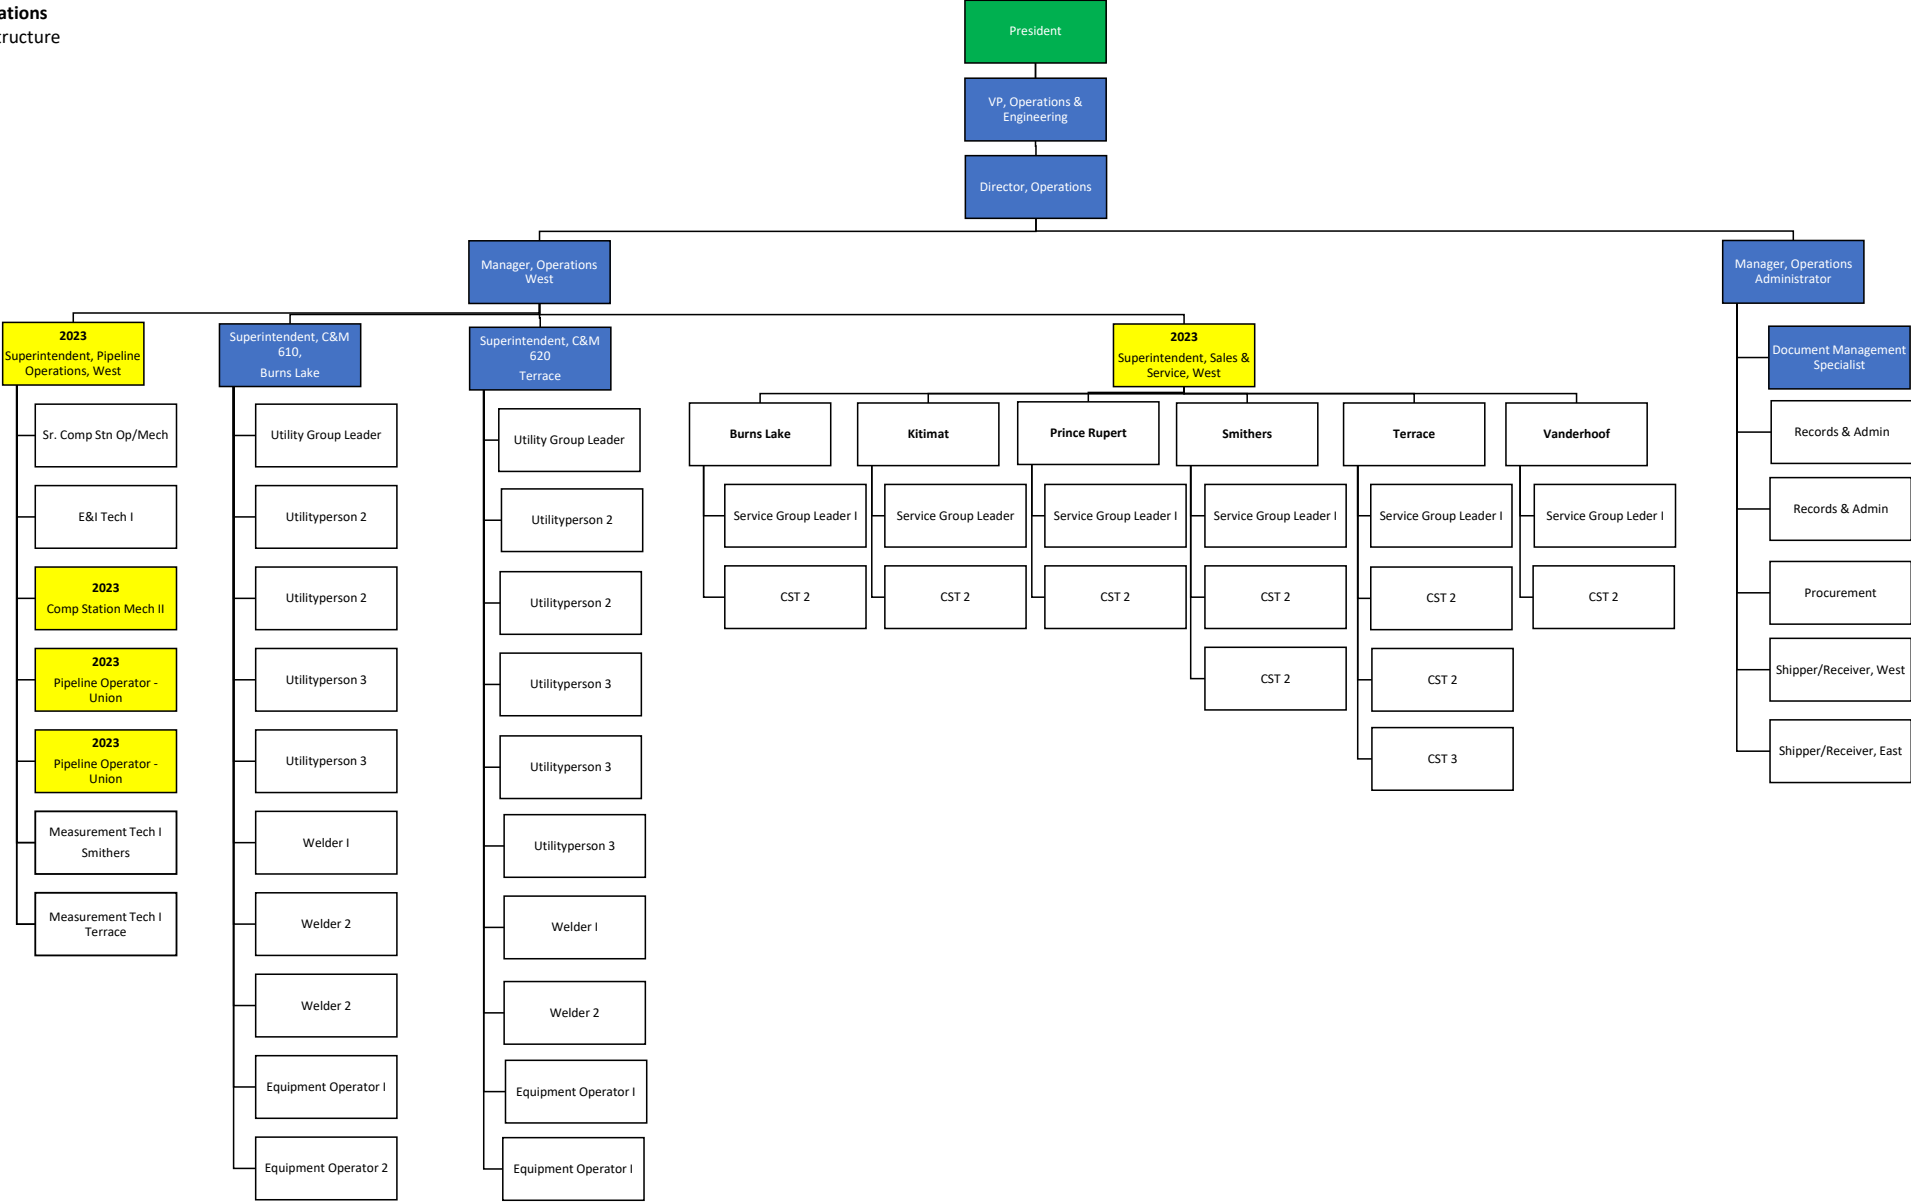 President
VP, Operations &
Engineering
Director, Operations
Manager, Operations
West
Manager, Operations
Administrator
2023
Superintendent, Pipeline
Operations, West
Sr. Comp Stn Op/Mech
E&I Tech I
2023
Comp Station Mech II
2023
Pipeline Operator -
Union
2023
Pipeline Operator -
Union
Measurement Tech I
Smithers
Measurement Tech I
Terrace
Superintendent, C&M
610,
Burns Lake
Utility Group Leader
Utilityperson 2
Utilityperson 2
Utilityperson 3
Utilityperson 3
Welder I
Welder 2
Welder 2
Equipment Operator I
Equipment Operator 2
Superintendent, C&M
620
Terrace
Utility Group Leader
Utilityperson 2
Utilityperson 2
Utilityperson 3
Utilityperson 3
Utilityperson 3
Welder I
Welder 2
Equipment Operator I
Equipment Operator I
2023
Superintendent, Sales &
Service, West
Burns Lake
Service Group Leader I
CST 2
Kitimat
Service Group Leader
CST 2
Prince Rupert
Service Group Leader I
CST 2
Smithers
Service Group Leader I
CST 2
CST 2
Terrace
Service Group Leader I
CST 2
CST 2
CST 3
Vanderhoof
Service Group Leder I
CST 2
Document Management
Specialist
Records & Admin
Records & Admin
Procurement
Shipper/Receiver, West
Shipper/Receiver, East